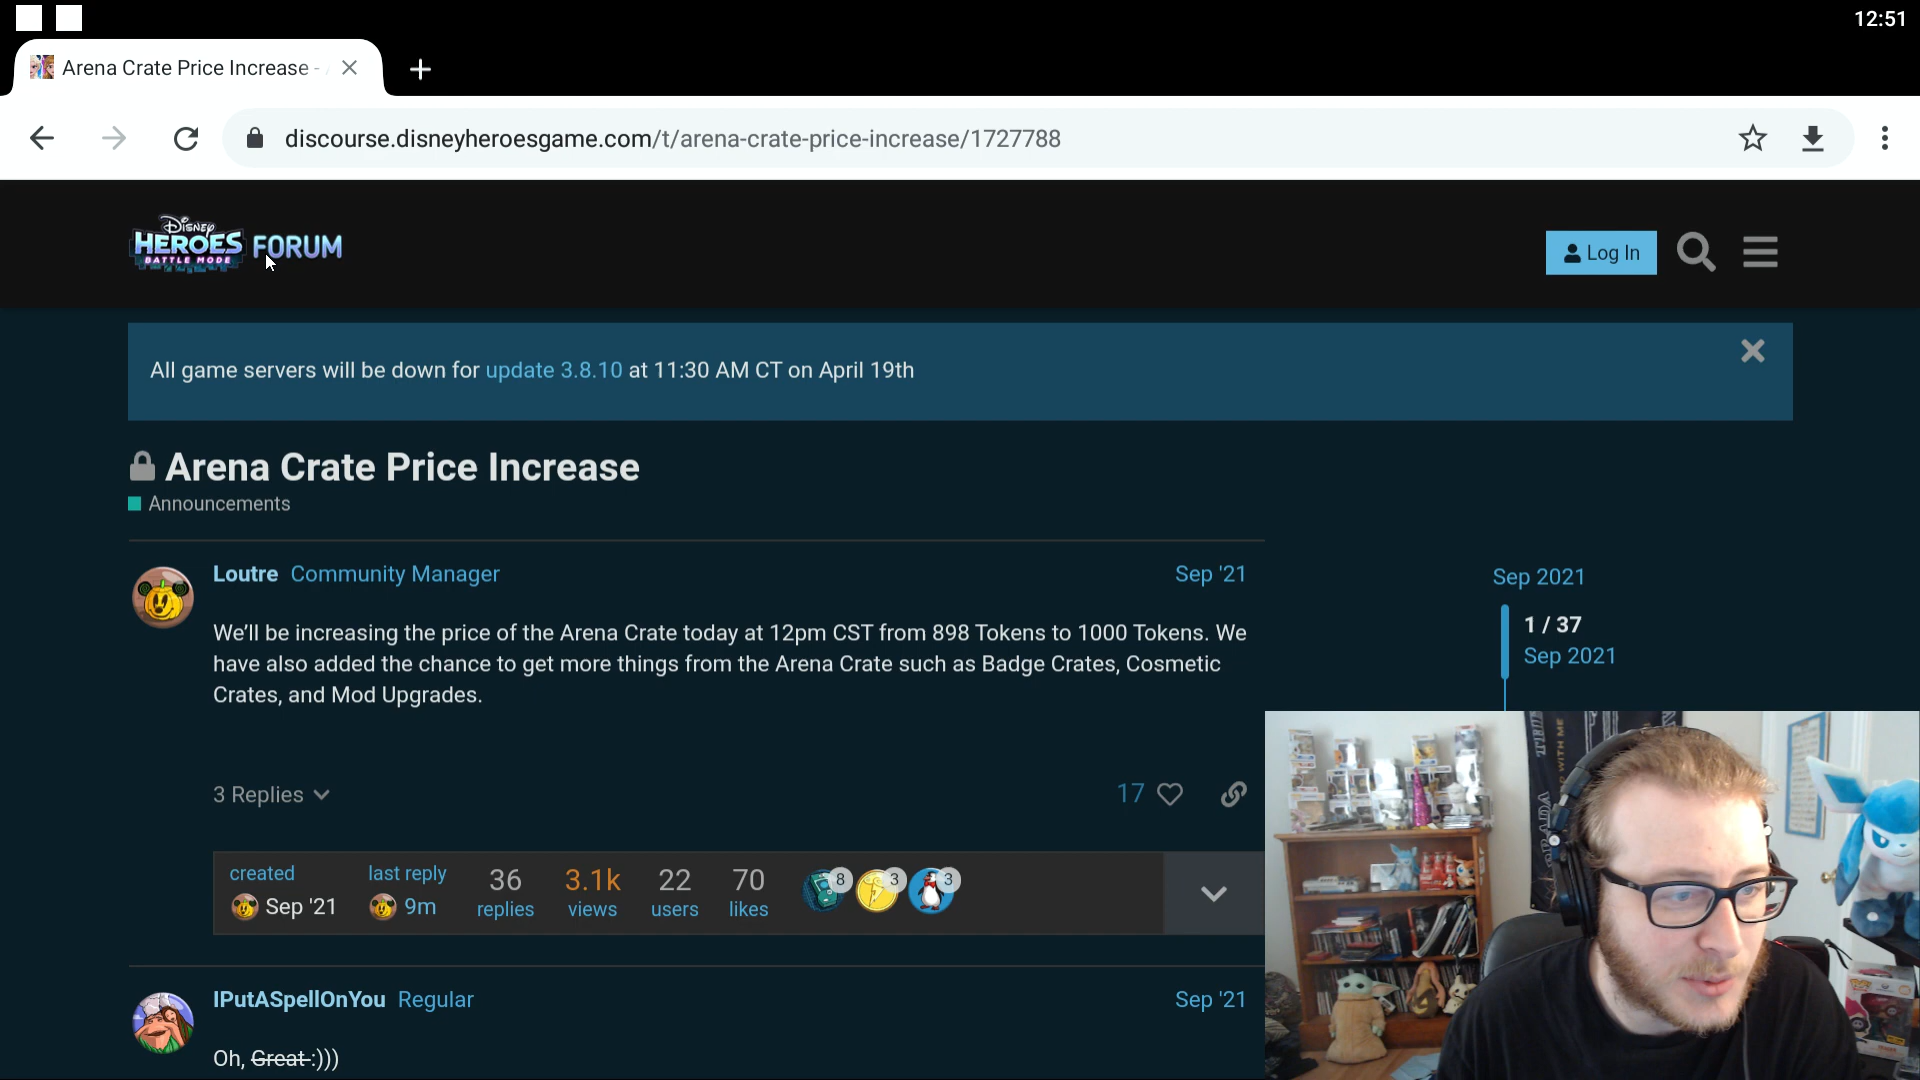 12:51
Arena Crate Price Increase -
discourse.disneyheroesgame.com/t/arena-crate-price-increase/1727788
Disney
HEROES FORUM
BATTLE MODE
Log In
All game servers will be down for update 3.8.10 at 11:30 AM CT on April 19th
Arena Crate Price Increase
Announcements
Loutre Community Manager Sep '21
We'll be increasing the price of the Arena Crate today at 12pm CST from 898 Tokens to 1000 Tokens. We
have also added the chance to get more things from the Arena Crate such as Badge Crates, Cosmetic
Crates, and Mod Upgrades.
Sep 2021
1 / 37
Sep 2021
3 Replies 17
created last reply 36 3.1k 22 70 8 3 3
Sep '21 9m replies views users likes
IPutASpellOnYou Regular Sep '21
Oh, Great :)))
WITH ME